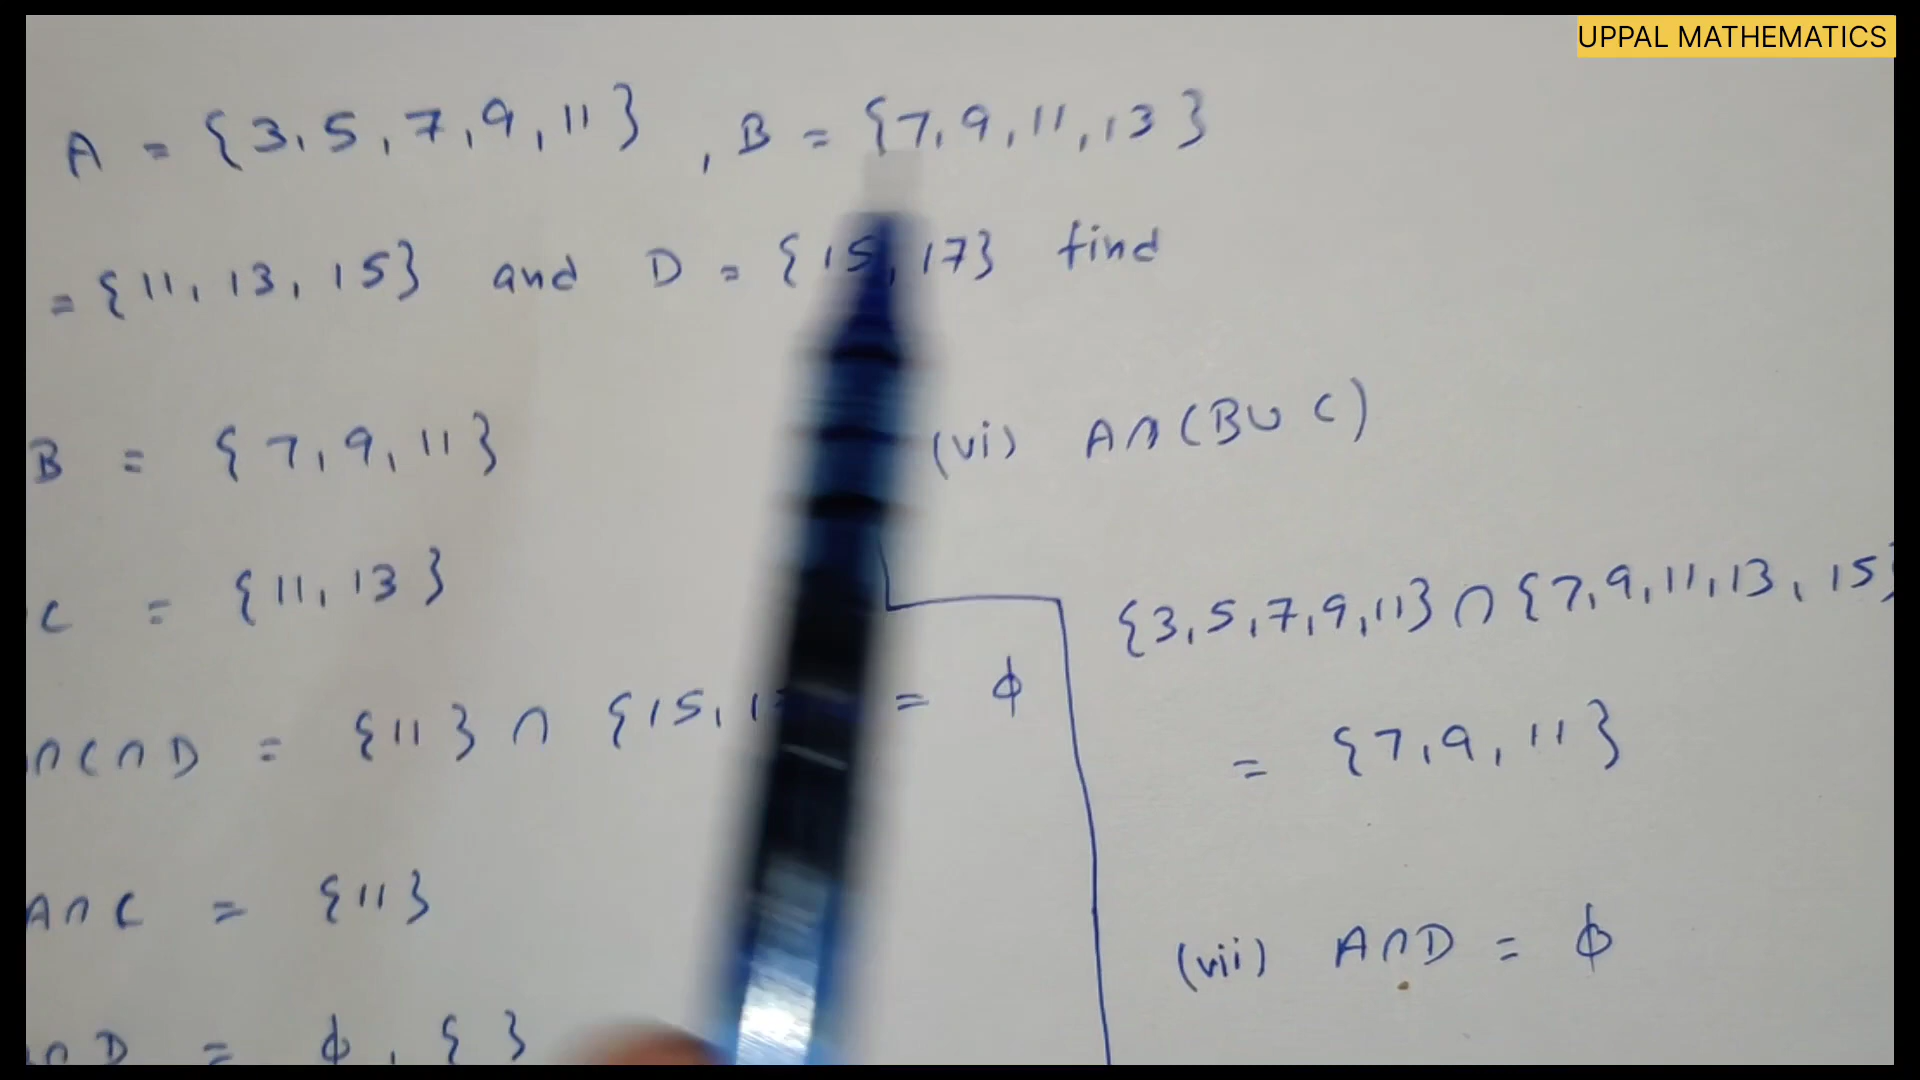 UPPAL MATHEMATICS
A = {3, 5, 7, 9, 11} , B = {7, 9, 11, 13}
= {11, 13, 15} and D = {15, 17} find
B = {7, 9, 11}
(vi) A∩(B∪C)
C = {11, 13}
{3, 5, 7, 9, 11} ∩ {7, 9, 11, 13, 15}
∩C∩D = {11} ∩ {15, = ϕ
= {7, 9, 11}
A∩C = {11}
(vii) A∩D = ϕ
∩D = ϕ, { }